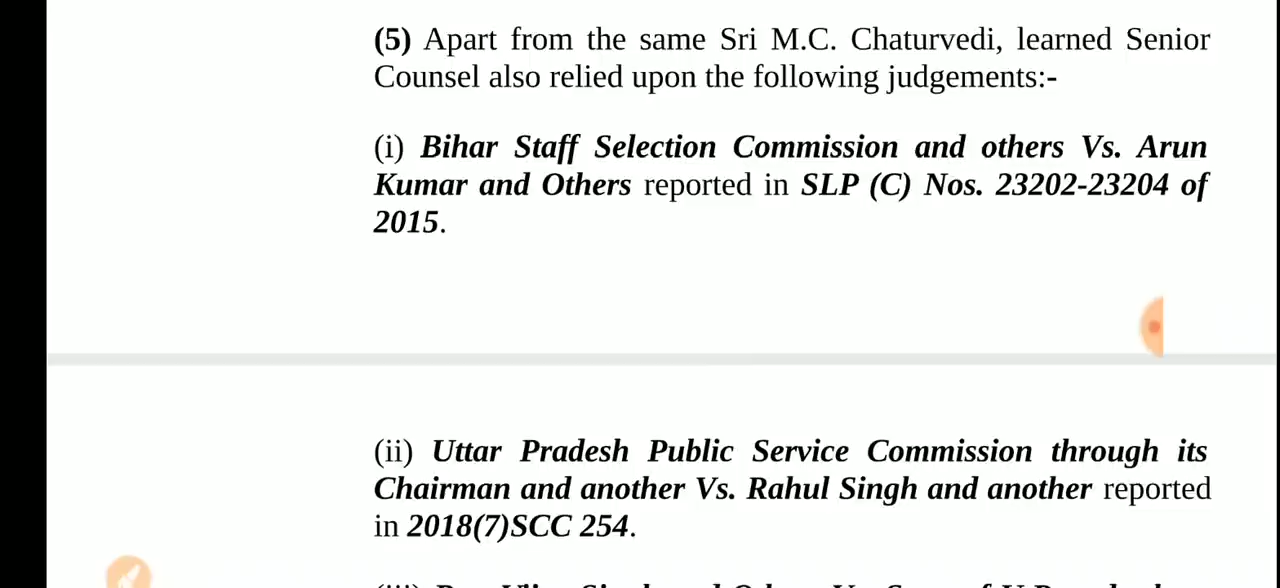 (5) Apart from the same Sri M.C. Chaturvedi, learned Senior
Counsel also relied upon the following judgements:-
(i) Bihar Staff Selection Commission and others Vs. Arun
Kumar and Others reported in SLP (C) Nos. 23202-23204 of
2015.
(ii) Uttar Pradesh Public Service Commission through its
Chairman and another Vs. Rahul Singh and another reported
in 2018(7)SCC 254.